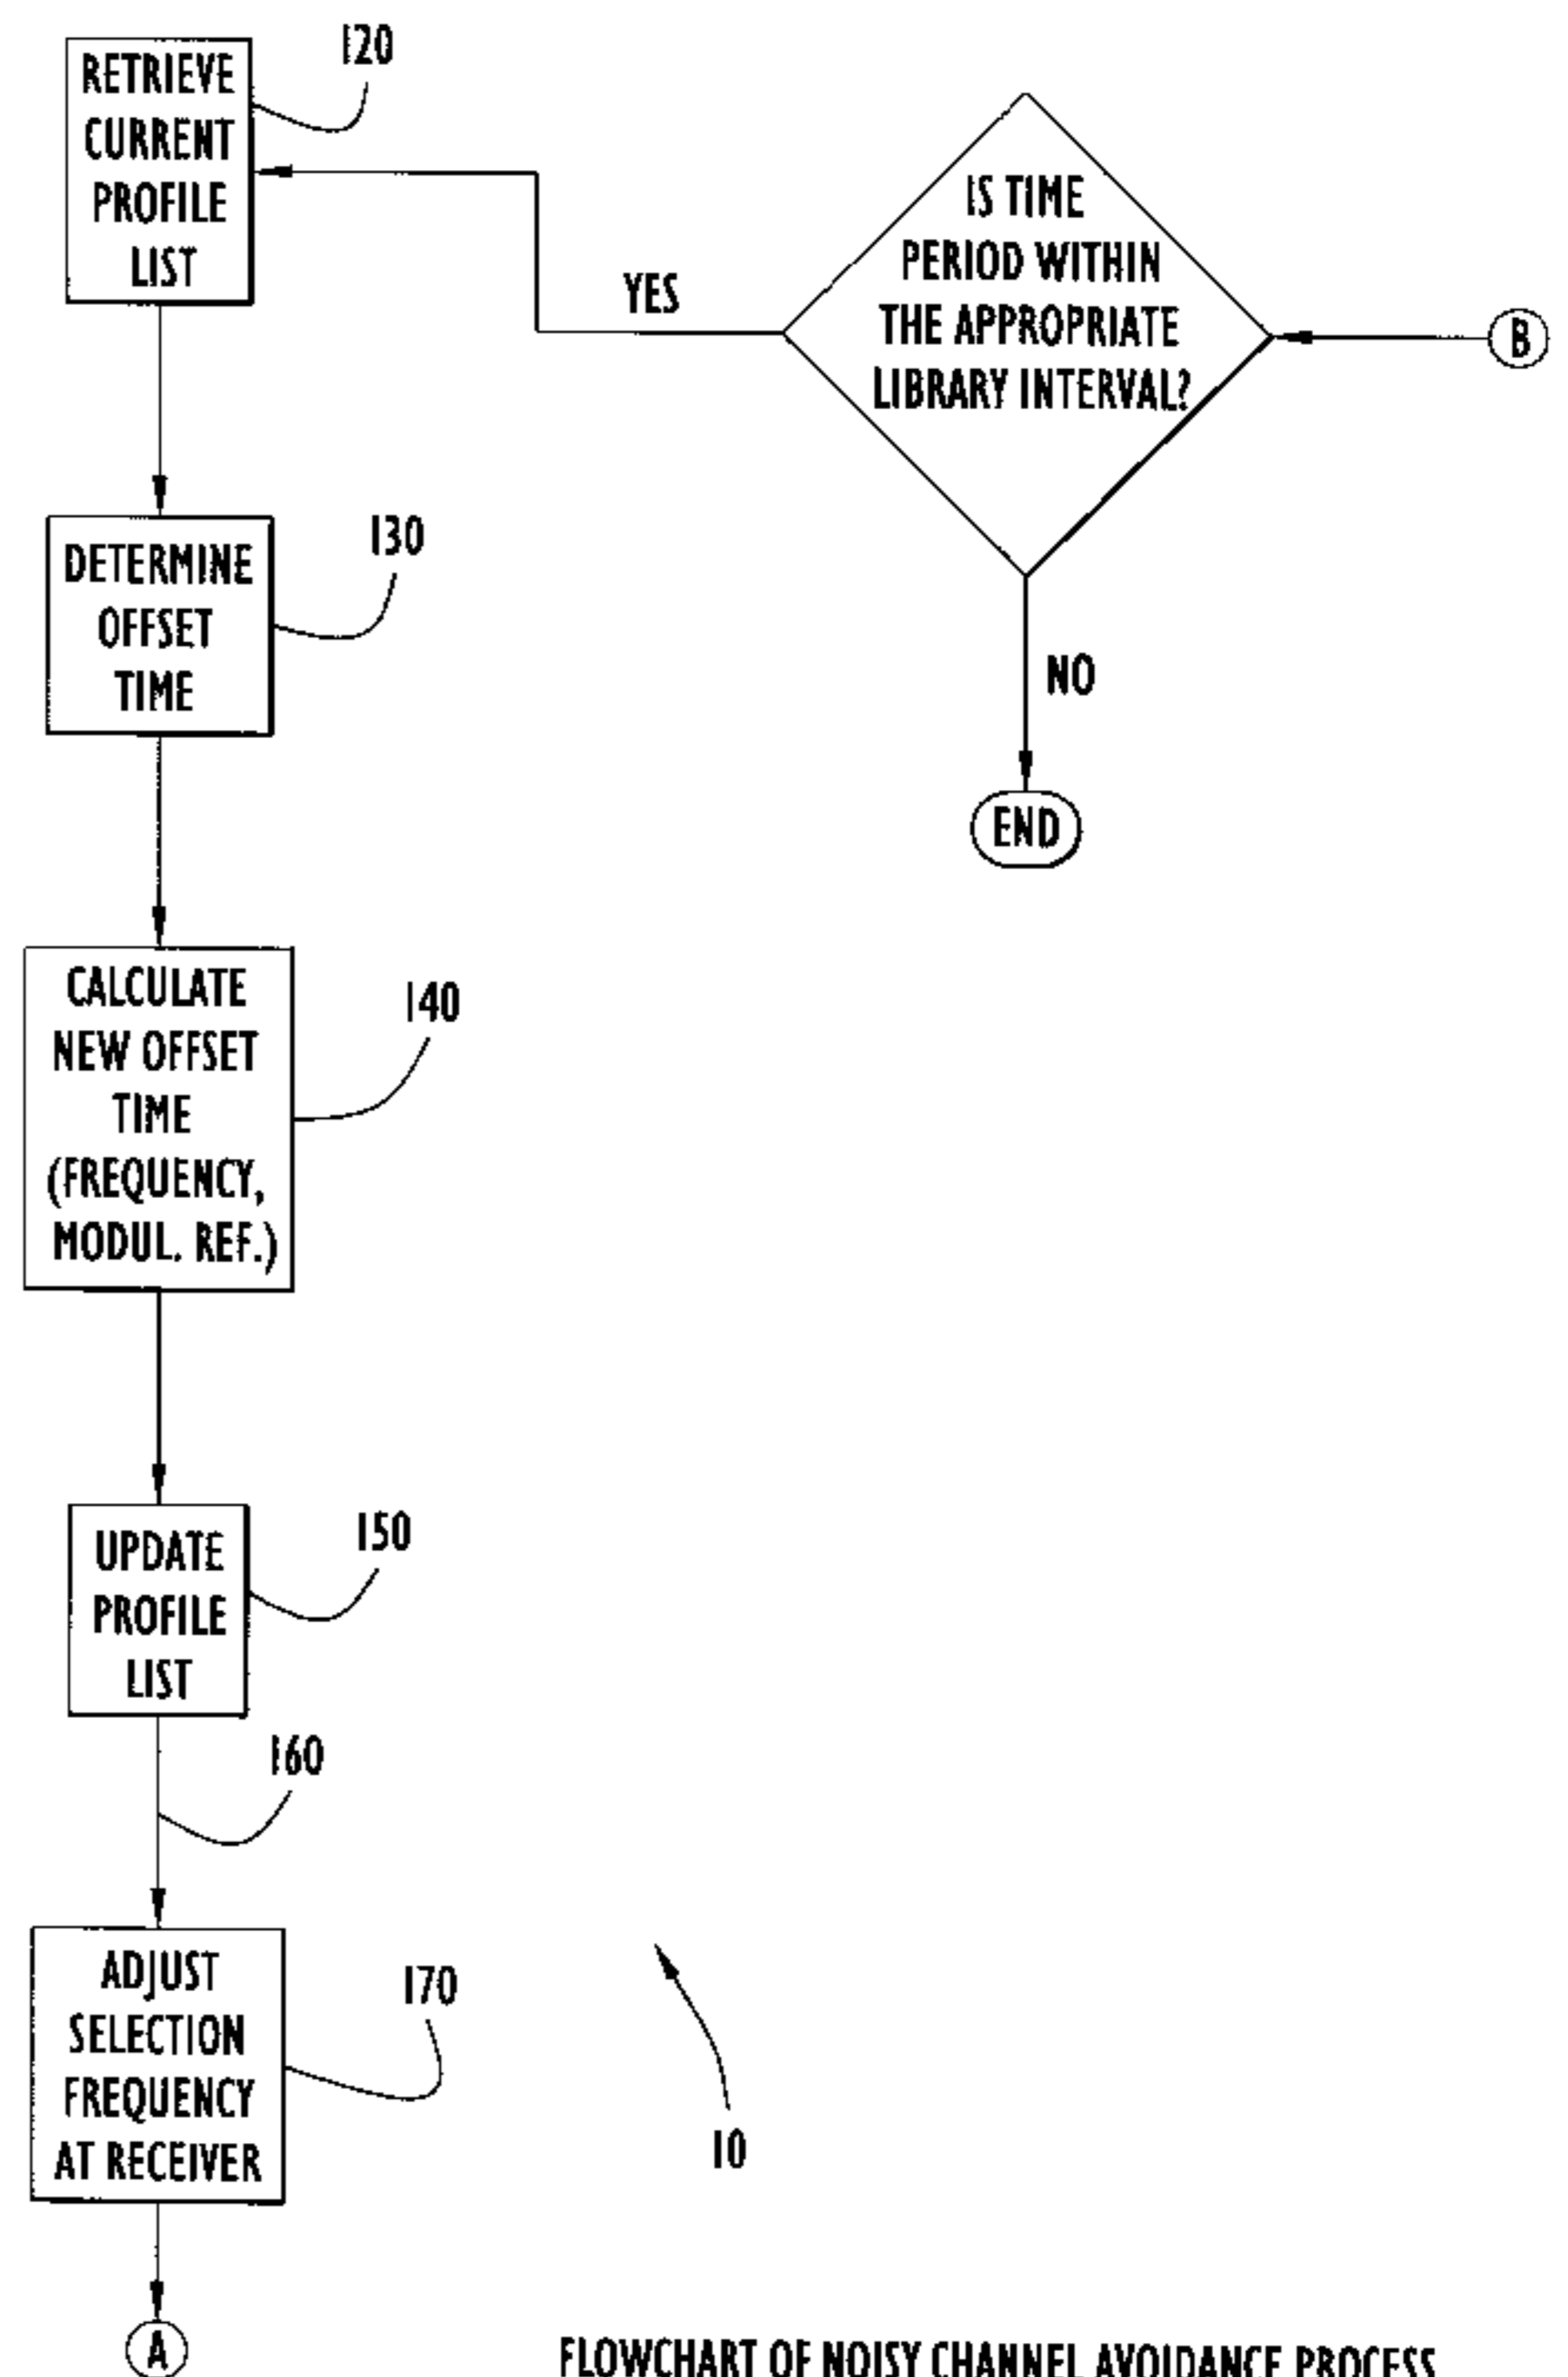 120
RETRIEVE
CURRENT
PROFILE
LIST
IS TIME
PERIOD WITHIN
THE APPROPRIATE
LIBRARY INTERVAL?
YES
B
NO
END
130
DETERMINE
OFFSET
TIME
140
CALCULATE
NEW OFFSET
TIME
(FREQUENCY,
MODUL. REF.)
150
UPDATE
PROFILE
LIST
160
170
ADJUST
SELECTION
FREQUENCY
AT RECEIVER
10
A
FLOWCHART OF NOISY CHANNEL AVOIDANCE PROCESS